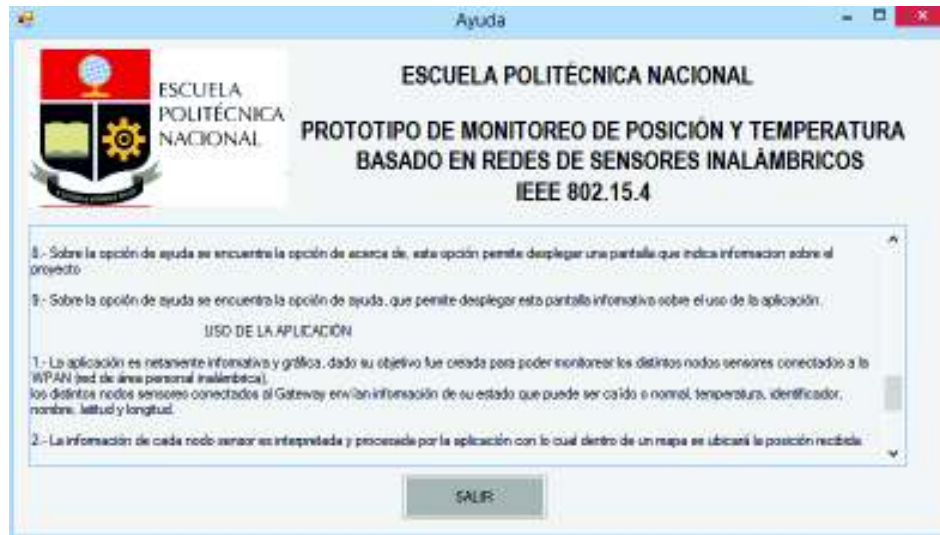 Ayuda
ESCUELA
POLITÉCNICA
NACIONAL
ESCUELA POLITÉCNICA NACIONAL
PROTOTIPO DE MONITOREO DE POSICIÓN Y TEMPERATURA
BASADO EN REDES DE SENSORES INALÁMBRICOS
IEEE 802.15.4
8.- Sobre la opción de ayuda se encuentra la opción de acerca de, esta opción permite desplegar una pantalla que indica informacion sobre el
proyecto
9.- Sobre la opción de ayuda se encuentra la opción de ayuda, que permite desplegar esta pantalla informativa sobre el uso de la aplicación.
USO DE LA APLICACIÓN
1.- La aplicación es netamente informativa y gráfica, dado su objetivo fue creada para poder monitorear los distintos nodos sensores conectados a la
WPAN (red de área personal inalámbrica),
los distintos nodos sensores conectados al Gateway envían información de su estado que puede ser caído o normal, temperatura, identificador,
nombre, latitud y longitud.
2.- La información de cada nodo sensor es interpretada y procesada por la aplicación con lo cual dentro de un mapa se ubicará la posición recibida
SALIR